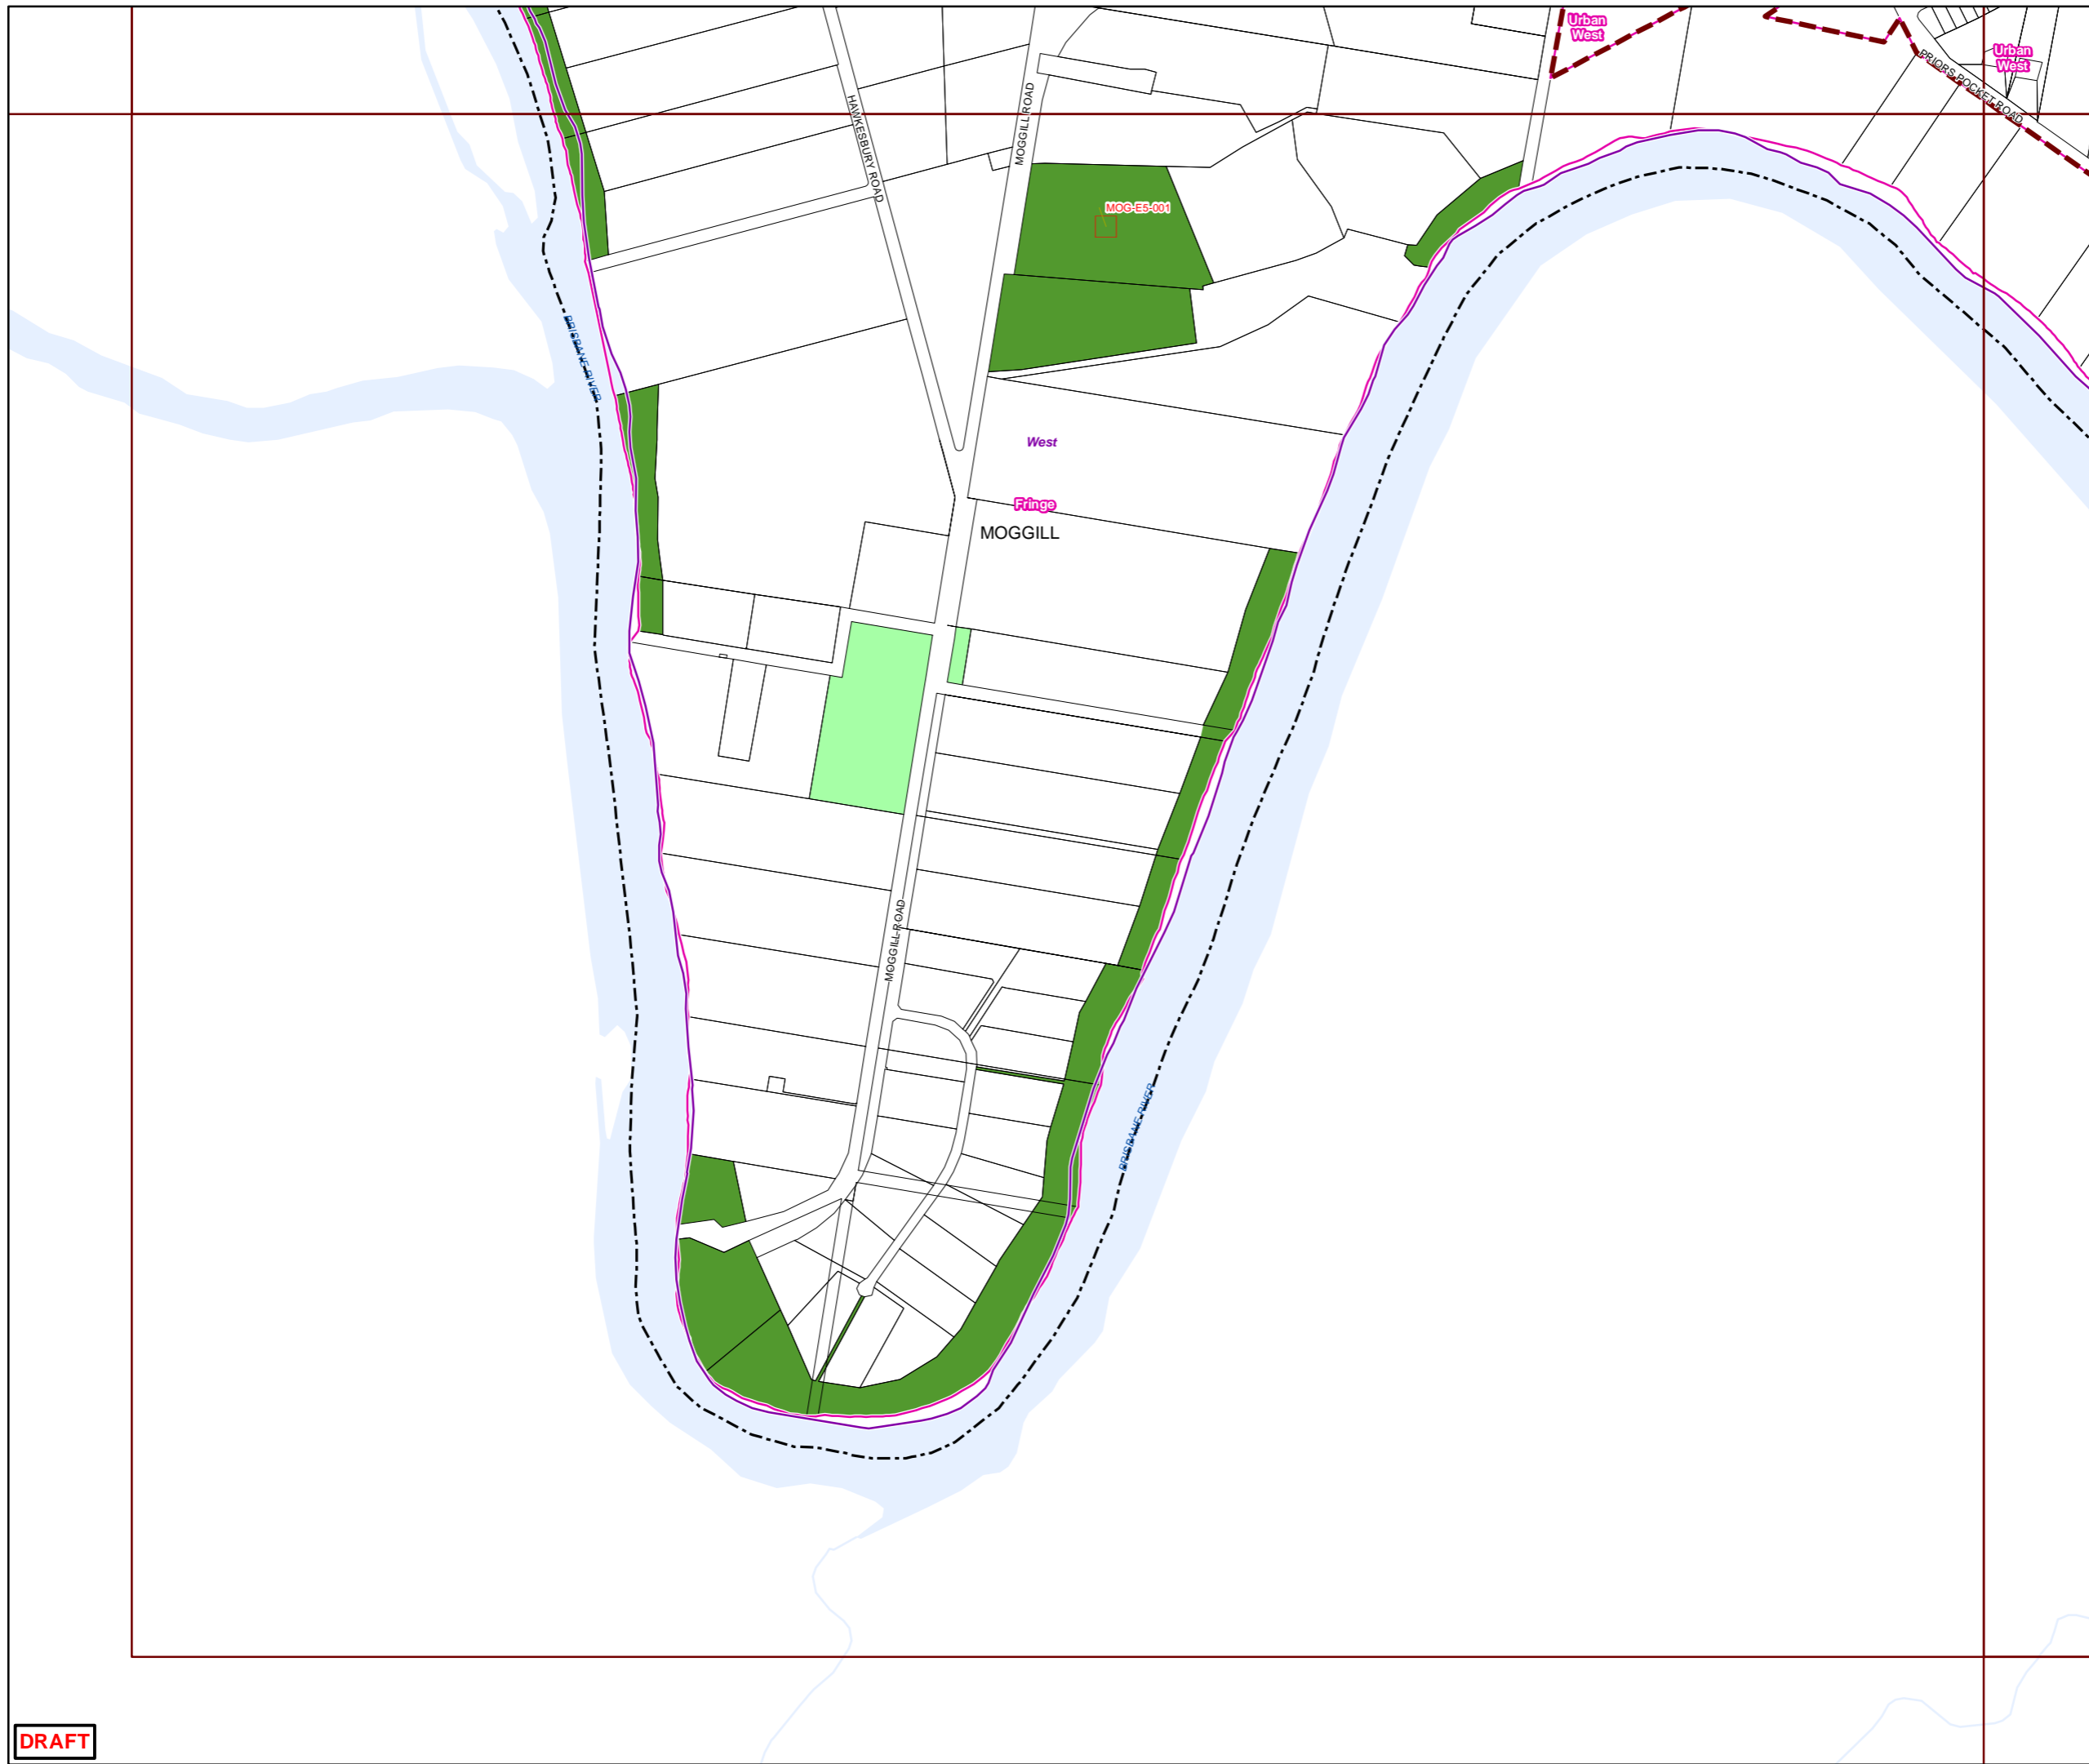 Urban
West
Urban
West
PRIORS POCKET ROAD
HAWKESBURY ROAD
MOGGILL ROAD
MOG-E5-001
BRISBANE RIVER
West
Fringe
MOGGILL
MOGGILL ROAD
BRISBANE RIVER
DRAFT